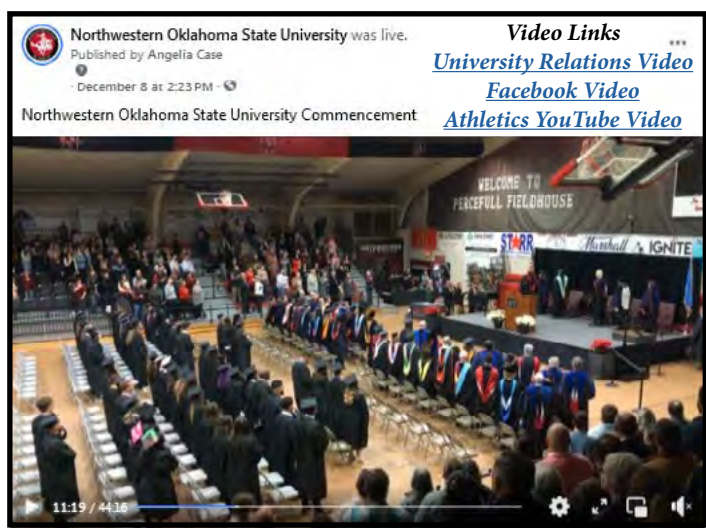 Northwestern Oklahoma State University was live.
Published by Angelia Case
· December 8 at 2:23 PM ·
Northwestern Oklahoma State University Commencement
Video Links
University Relations Video
Facebook Video
Athletics YouTube Video
WELCOME TO
PERCEFULL FIELDHOUSE
STARR
Marshall
IGNITE
11:19 / 44:16